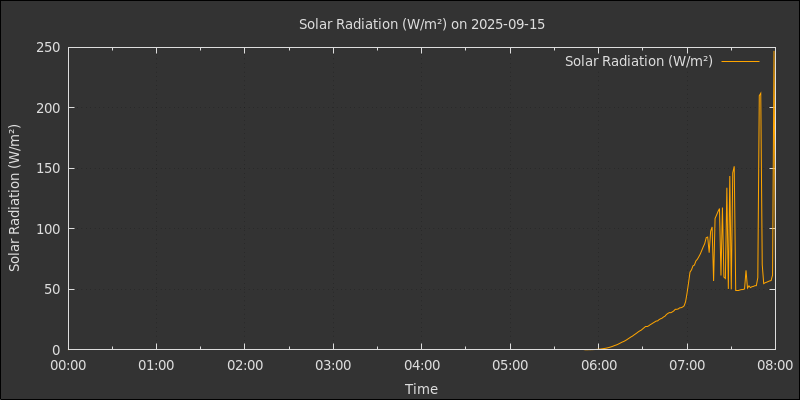 Solar Radiation (W/m²) on 2025-09-15
Solar Radiation (W/m²)
Solar Radiation (W/m²)
250
200
150
100
50
0
00:00 01:00 02:00 03:00 04:00 05:00 06:00 07:00 08:00
Time